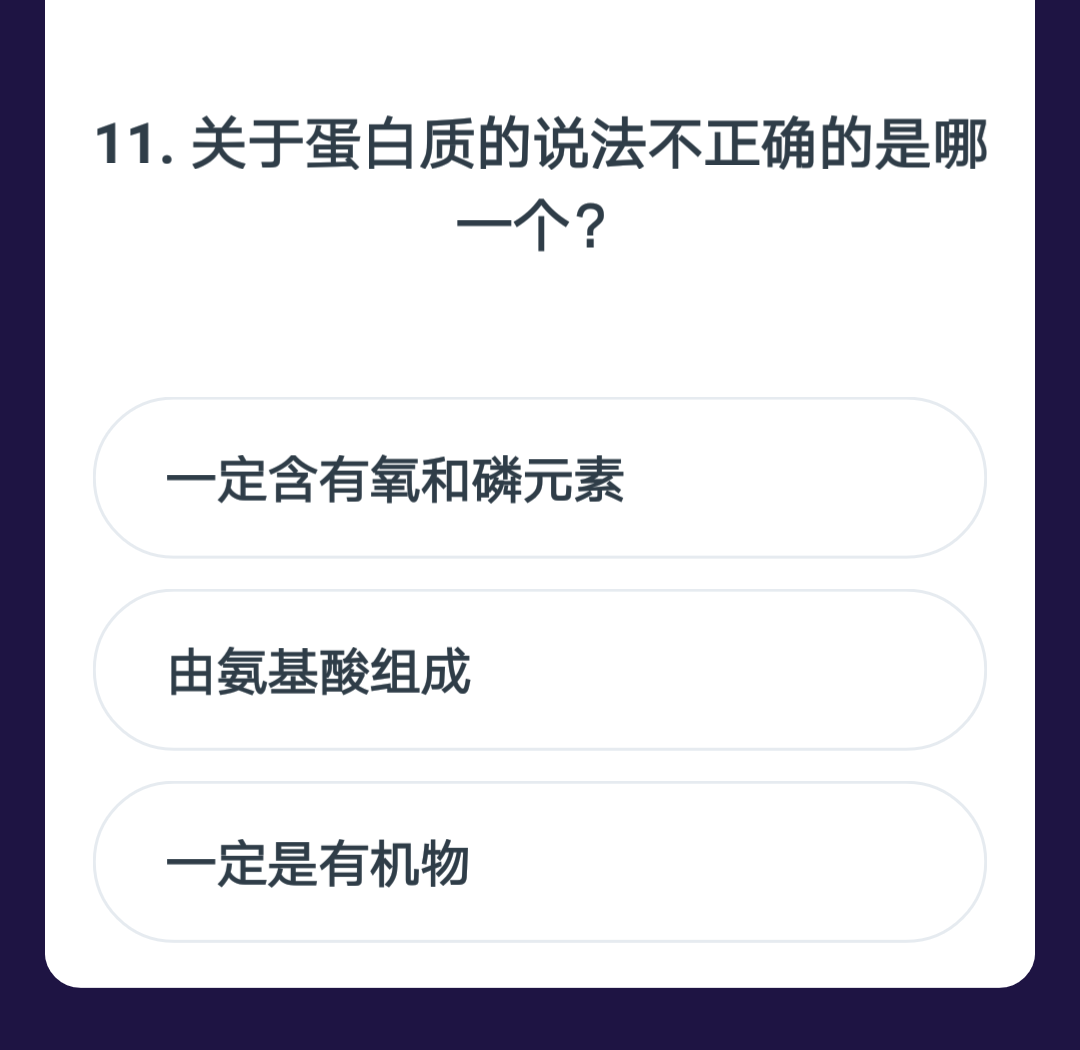 11. 关于蛋白质的说法不正确的是哪
一个？
一定含有氧和磷元素
由氨基酸组成
一定是有机物